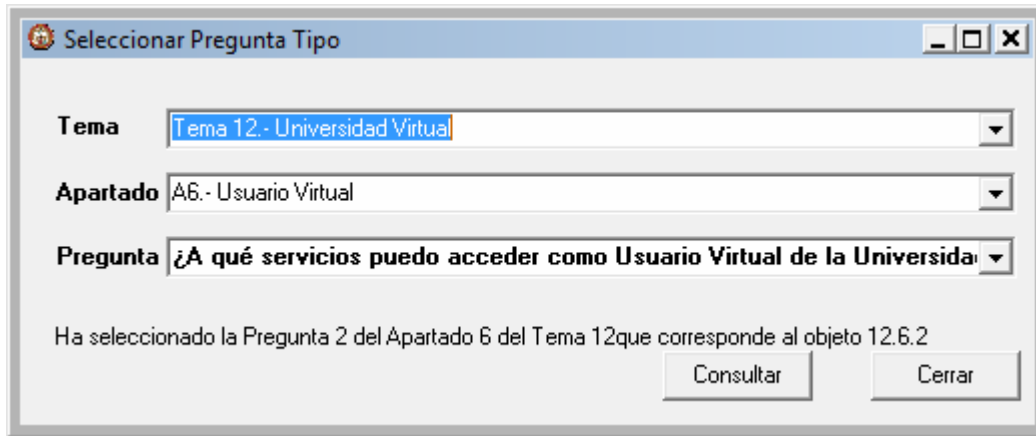 Seleccionar Pregunta Tipo
Tema Tema 12.- Universidad Virtual
Apartado A6.- Usuario Virtual
Pregunta ¿A qué servicios puedo acceder como Usuario Virtual de la Universida
Ha seleccionado la Pregunta 2 del Apartado 6 del Tema 12que corresponde al objeto 12.6.2
Consultar Cerrar